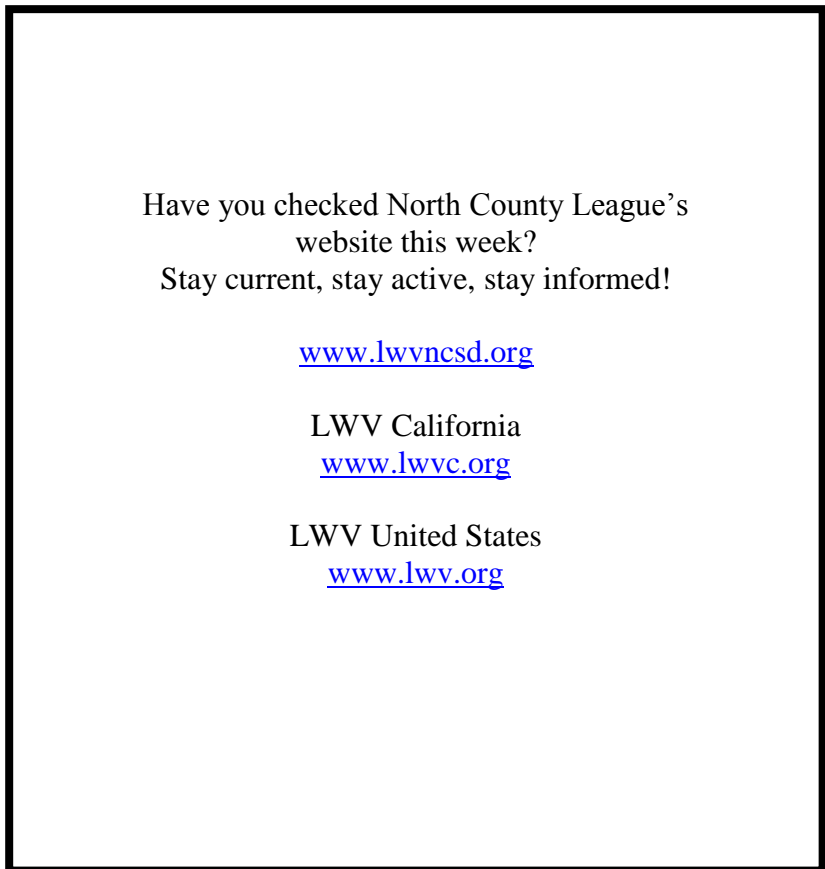 Have you checked North County League’s
website this week?
Stay current, stay active, stay informed!
www.lwvncsd.org
LWV California
www.lwvc.org
LWV United States
www.lwv.org